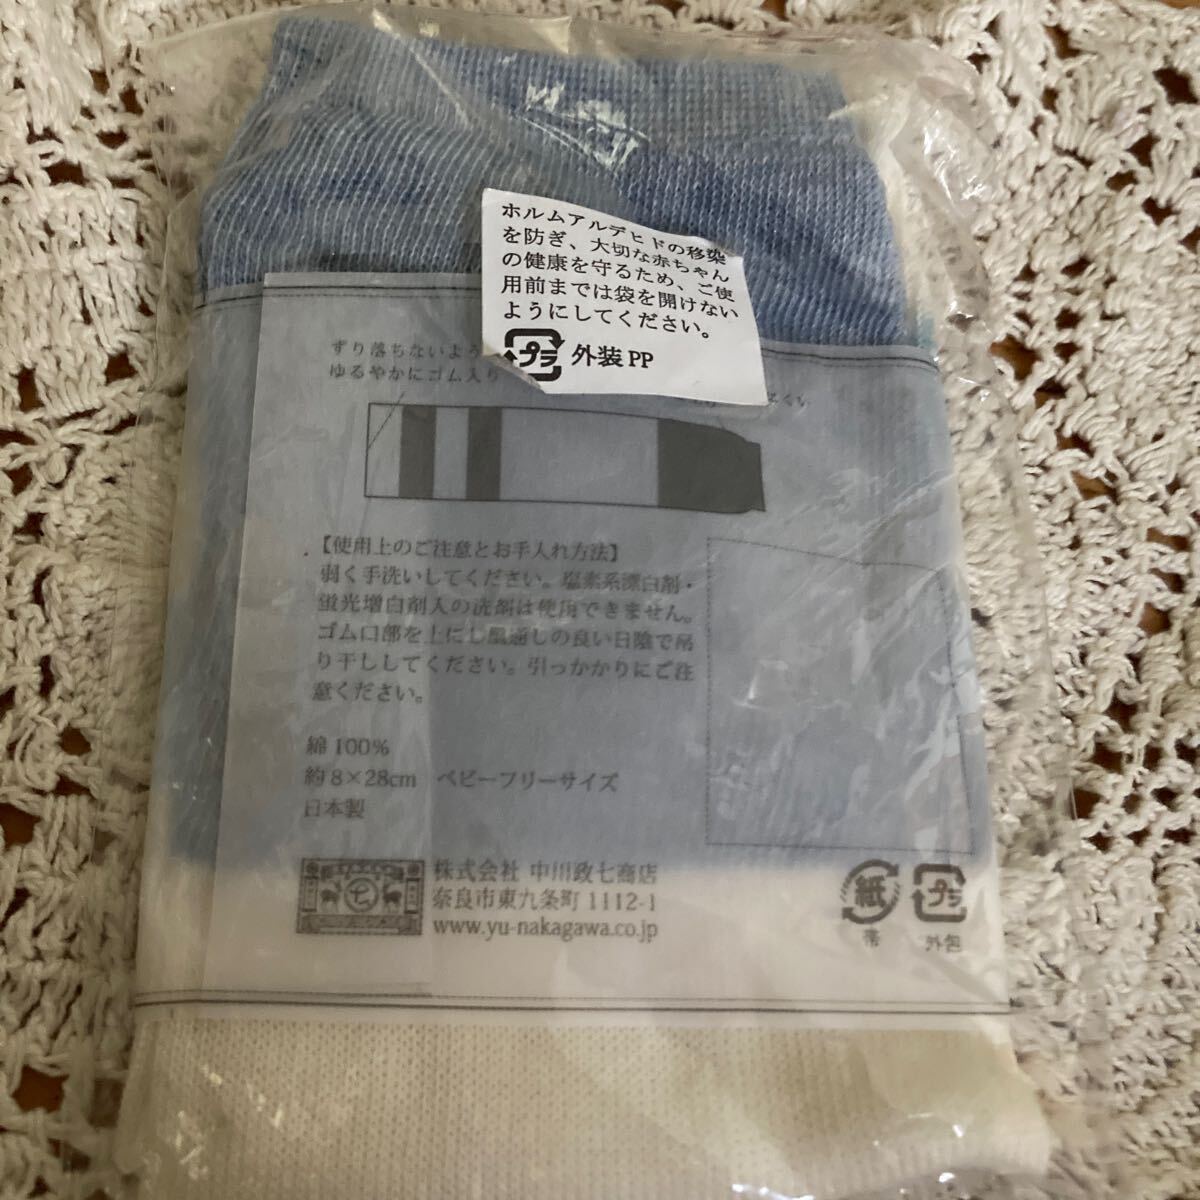 ホルムアルデヒドの移染
を防ぎ、大切な赤ちゃん
の健康を守るため、ご使
用前までは袋を開けない
ようにしてください。
プラ 外装 PP
ずり落ちないよう
ゆるやかにゴム入り
くい
【使用上のご注意とお手入れ方法】
弱く手洗いしてください。塩素系漂白剤・
蛍光増白剤入の洗剤は使用できません。
ゴム口部を上にし風通しの良い日陰で吊
り干ししてください。引っかかりにご注
意ください。
綿 100%
約 8×28cm ベビーフリーサイズ
日本製
七
株式会社 中川政七商店
奈良市東九条町 1112-1
www.yu-nakagawa.co.jp
紙 プラ
帯 外包